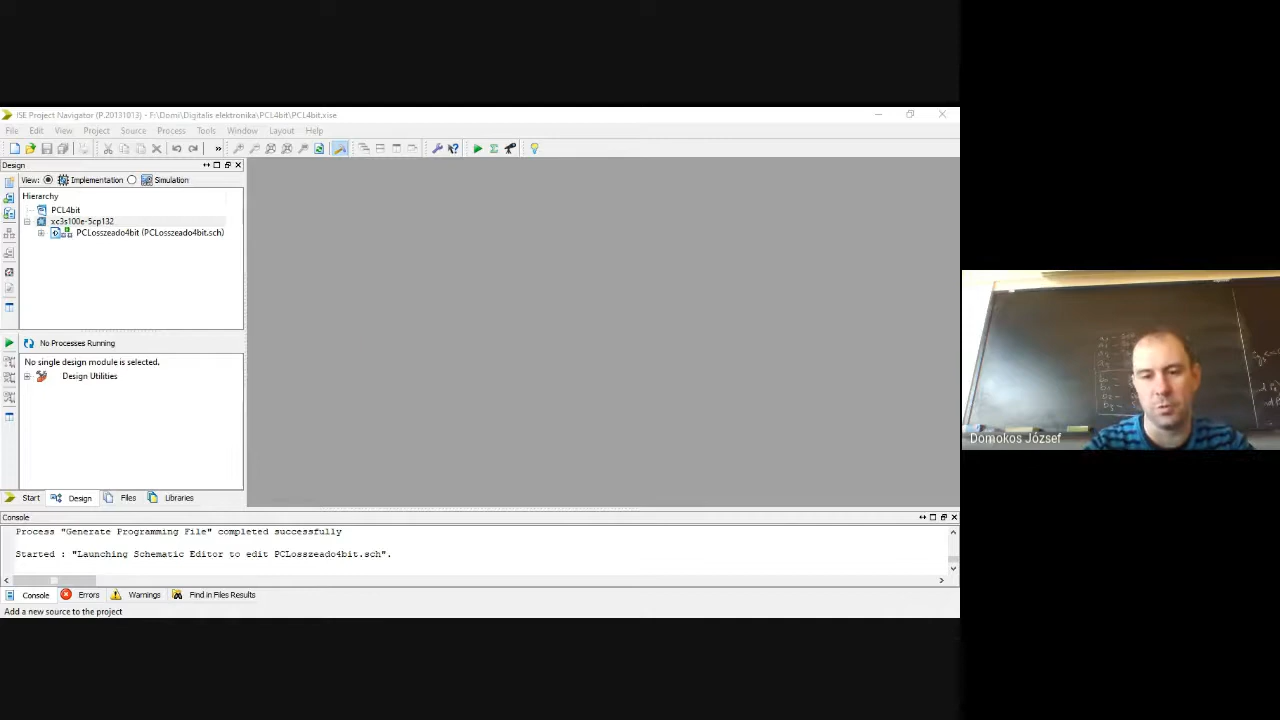 ISE Project Navigator (P.20131013) - F:\Domi\Digitalis elektronika\PCL4bit\PCL4bit.xise
File Edit View Project Source Process Tools Window Layout Help
»
Design
View: Implementation Simulation
Hierarchy
PCL4bit
xc3s100e-5cp132
PCLosszeado4bit (PCLosszeado4bit.sch)
No Processes Running
No single design module is selected.
Design Utilities
Start Design Files Libraries
Console
Process "Generate Programming File" completed successfully
Started : "Launching Schematic Editor to edit PCLosszeado4bit.sch".
Console Errors Warnings Find in Files Results
Add a new source to the project
Domokos József